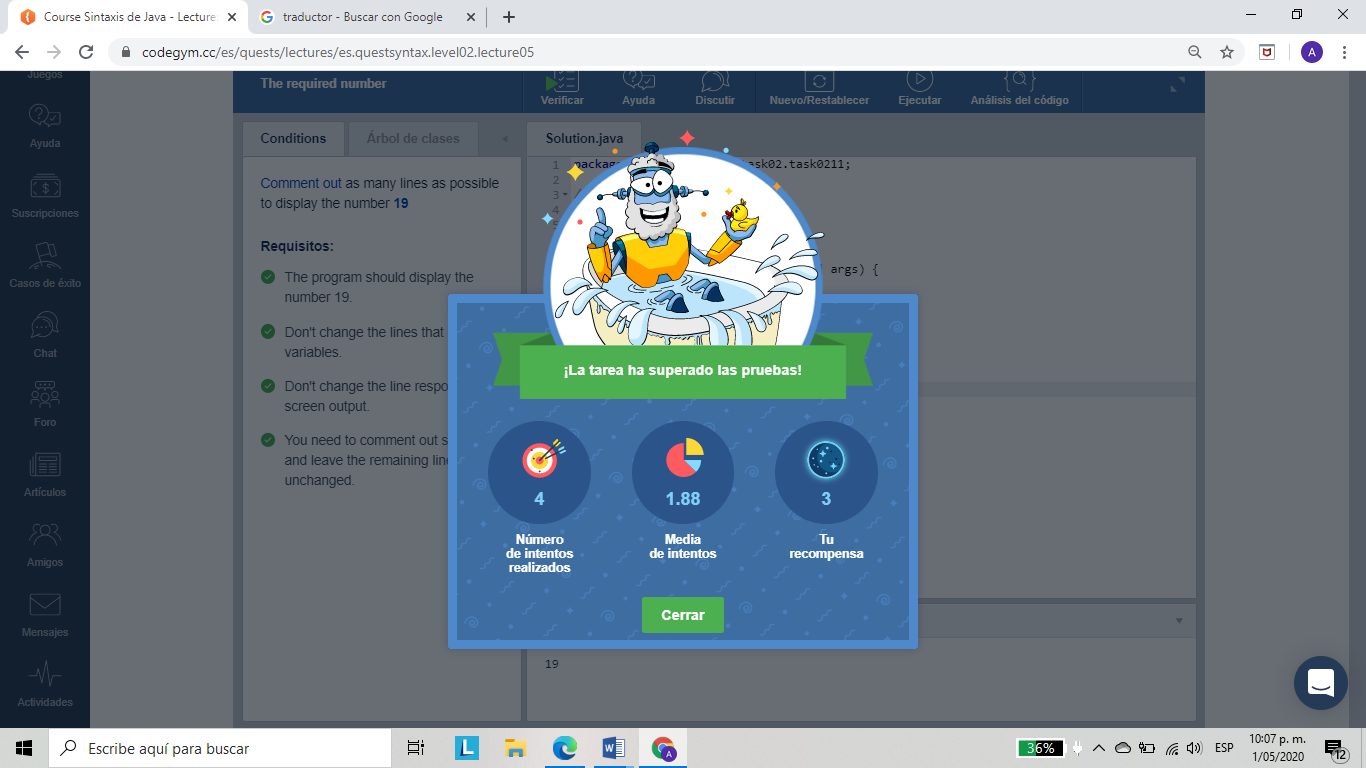 Course Sintaxis de Java - Lecture:
traductor - Buscar con Google
codegym.cc/es/quests/lectures/es.questsyntax.level02.lecture05
A
Juegos
Ayuda
Suscripciones
Casos de éxito
Chat
Foro
Artículos
Amigos
Mensajes
Actividades
The required number
Verificar
Ayuda
Discutir
Nuevo/Restablecer
Ejecutar
Análisis del código
Conditions
Árbol de clases
Solution.java
Comment out as many lines as possible
to display the number 19
Requisitos:
The program should display the
number 19.
Don't change the lines that
variables.
Don't change the line
screen output.
You need to comment out
and leave the remaining
unchanged.
1
ask02.task0211;
2
3
args) {
¡La tarea ha superado las pruebas!
4
Número
de intentos
realizados
1.88
Media
de intentos
3
Tu
recompensa
Cerrar
19
Escribe aquí para buscar
L
W
A
36%
ESP
10:07 p. m.
1/05/2020
12